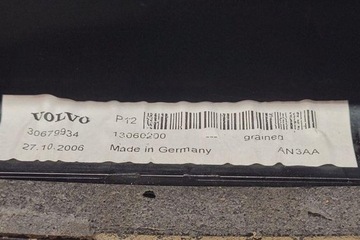 VOLVO P12
30679934 13060200 --- grained
27.10.2006 Made in Germany AN3AA